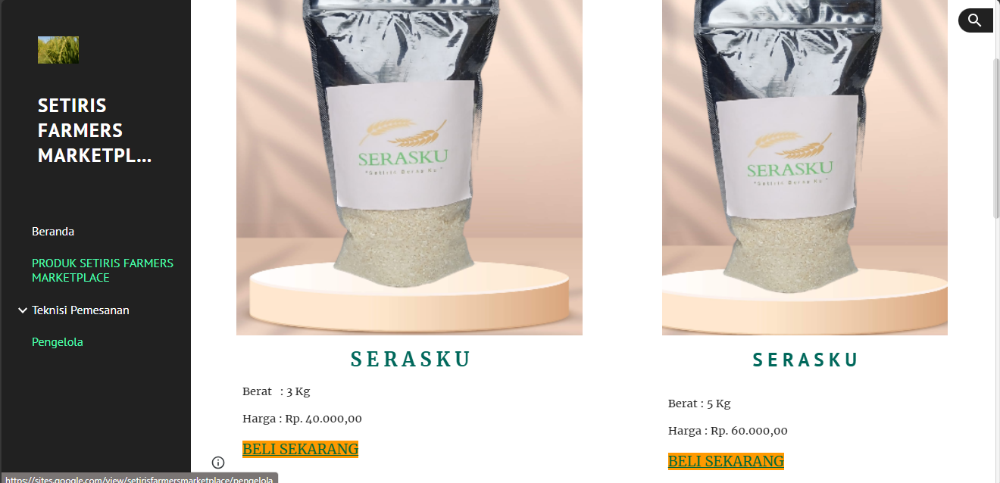 SETIRIS
FARMERS
MARKETPL...
Beranda
PRODUK SETIRIS FARMERS
MARKETPLACE
Teknisi Pemesanan
Pengelola
SERASKU
"Setiris Beras Ku"
SERASKU
Berat : 3 Kg
Harga : Rp. 40.000,00
BELI SEKARANG
SERASKU
"Setiris Beras Ku"
SERASKU
Berat : 5 Kg
Harga : Rp. 60.000,00
BELI SEKARANG
https://sites.google.com/view/setirisfarmersmarketplace/pengelola